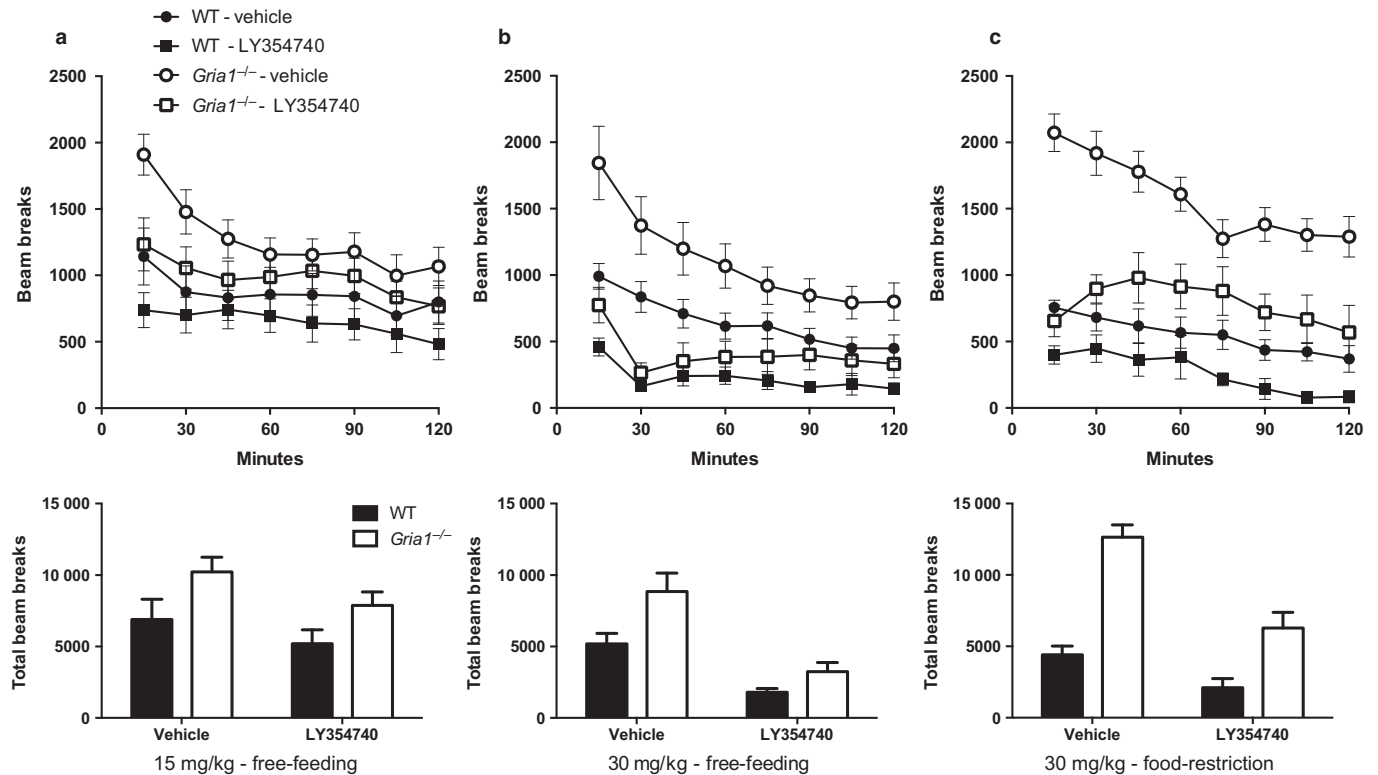 WT - vehicle
WT - LY354740
Gria1–/– - vehicle
Gria1–/– - LY354740
a
b
c
2500
2000
1500
1000
500
0
Beam breaks
0 30 60 90 120
Minutes
2500
2000
1500
1000
500
0
Beam breaks
0 30 60 90 120
Minutes
2500
2000
1500
1000
500
0
Beam breaks
0 30 60 90 120
Minutes
15 000
10 000
5000
0
Total beam breaks
WT
Gria1–/–
Vehicle LY354740
15 mg/kg - free-feeding
15 000
10 000
5000
0
Total beam breaks
Vehicle LY354740
30 mg/kg - free-feeding
15 000
10 000
5000
0
Total beam breaks
Vehicle LY354740
30 mg/kg - food-restriction